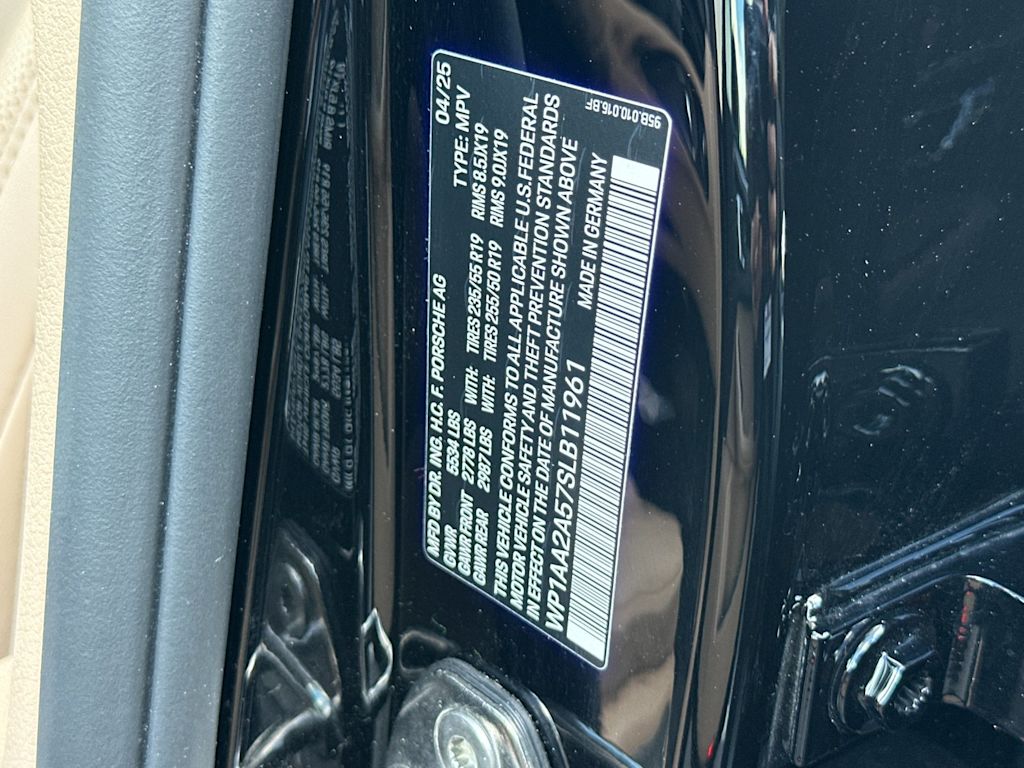 MFD BY DR. ING. H.C. F. PORSCHE AG 04/25
GVWR 6534 LBS TYPE: MPV
GAWR FRONT 2778 LBS WITH: TIRES 235/55 R19 RIMS 8.5JX19
GAWR REAR 2987 LBS WITH: TIRES 255/50 R19 RIMS 9.0JX19
THIS VEHICLE CONFORMS TO ALL APPLICABLE U.S. FEDERAL
MOTOR VEHICLE SAFETY AND THEFT PREVENTION STANDARDS
IN EFFECT ON THE DATE OF MANUFACTURE SHOWN ABOVE
WP1AA2A57SLB11961 MADE IN GERMANY
95B.010.016.BF